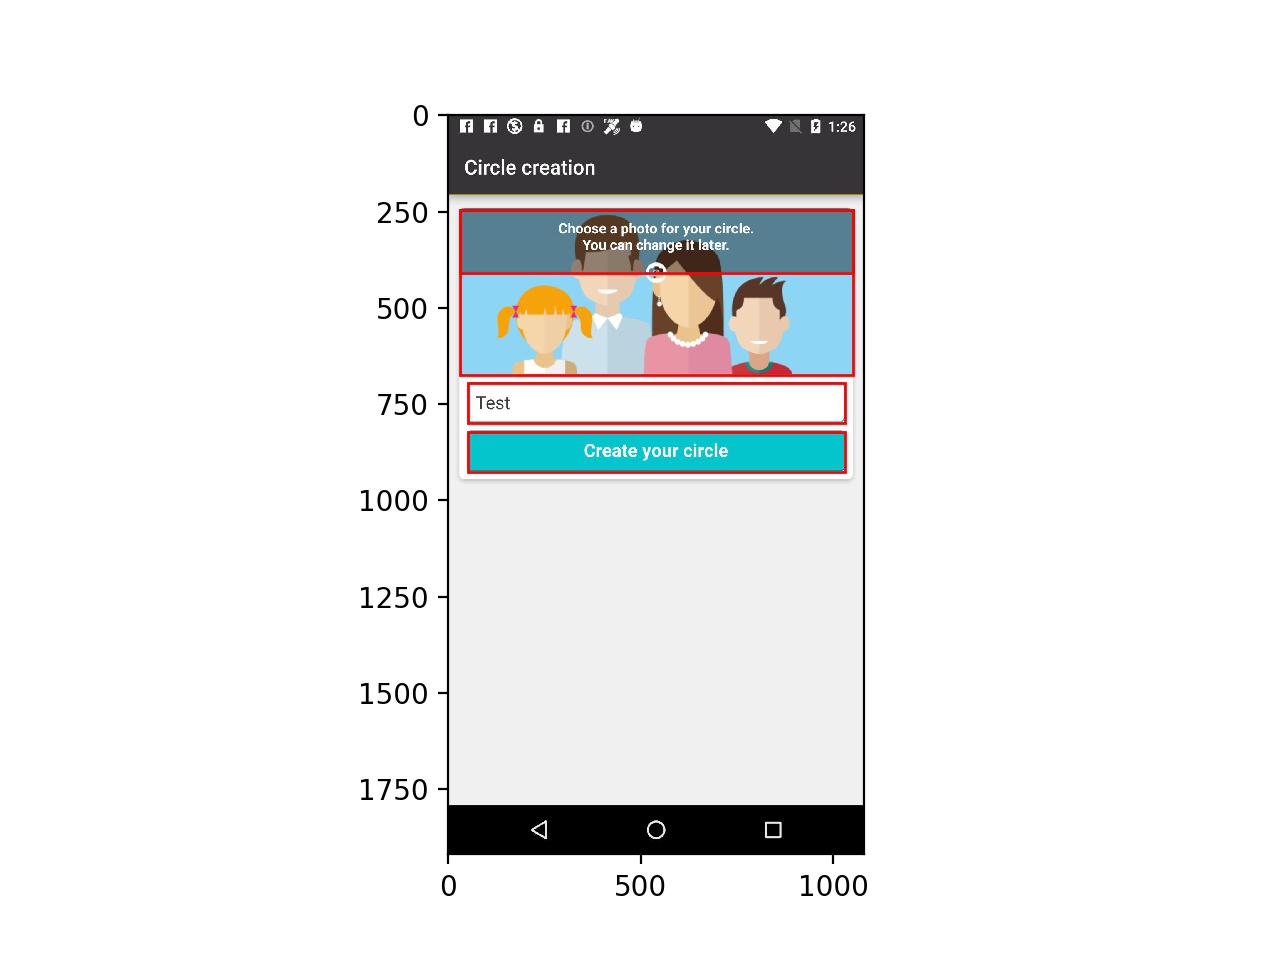 0
250
500
750
1000
1250
1500
1750
0 500 1000
1:26
Circle creation
Choose a photo for your circle.
You can change it later.
Test
Create your circle